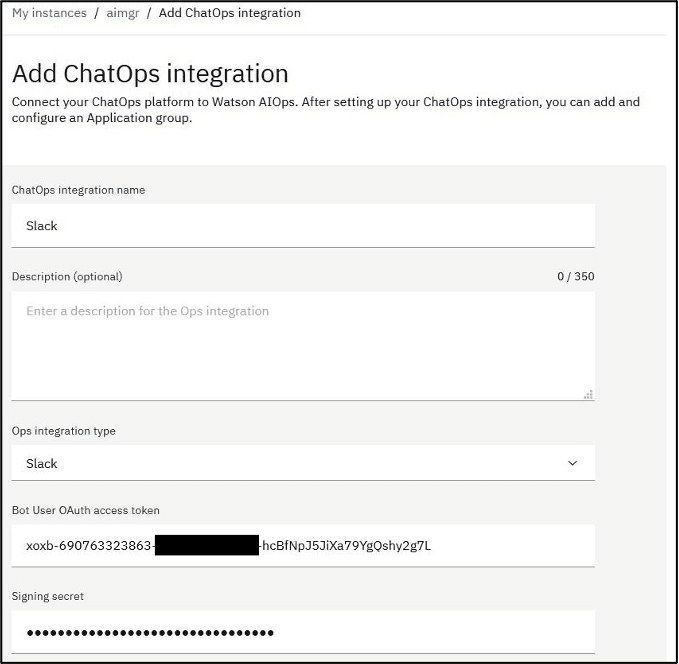 My instances / aimgr / Add ChatOps integration
Add ChatOps integration
Connect your ChatOps platform to Watson AIOps. After setting up your ChatOps integration, you can add and
configure an Application group.
ChatOps integration name
Slack
Description (optional) 0 / 350
Enter a description for the Ops integration
Ops integration type
Slack
Bot User OAuth access token
xoxb-690763323863- -hcBfNpJ5JiXa79YgQshy2g7L
Signing secret
••••••••••••••••••••••••••••••••